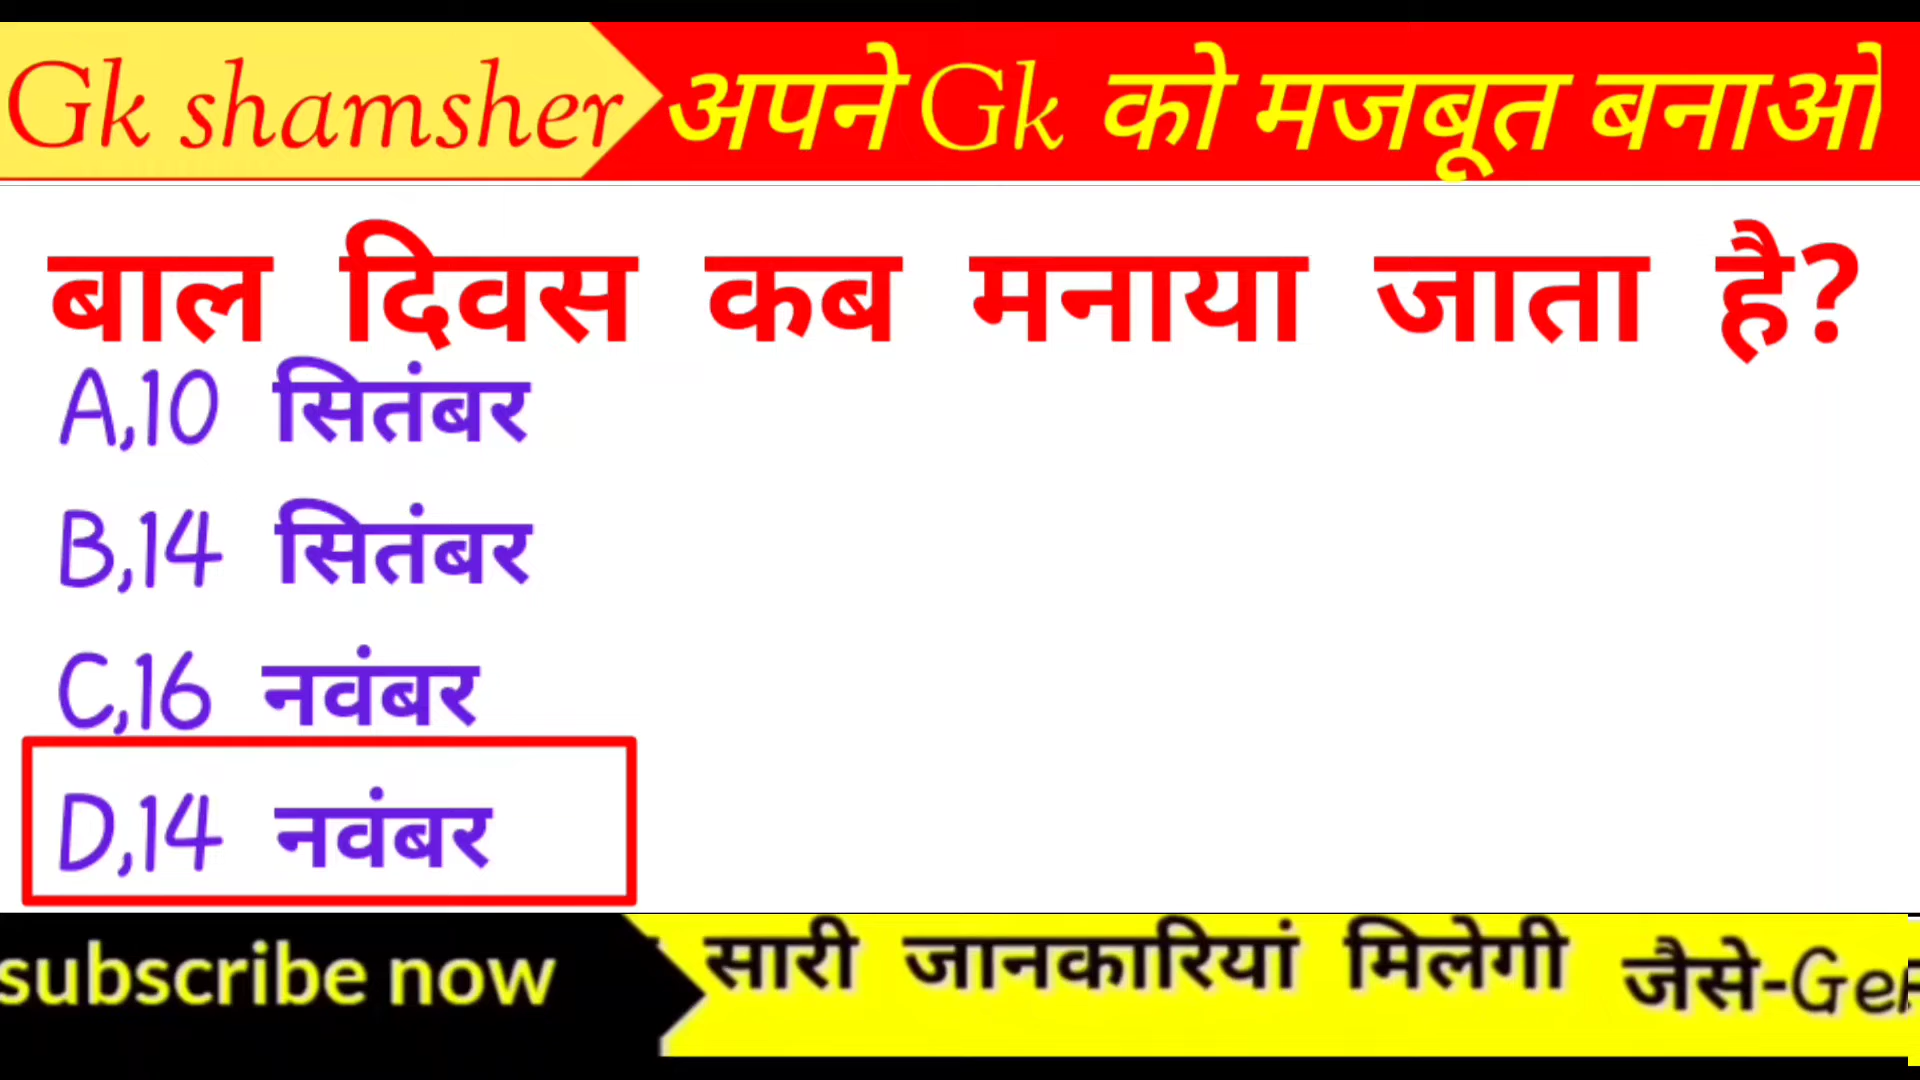 Gk shamsher अपने Gk को मजबूत बनाओ
बाल दिवस कब मनाया जाता है?
A,10 सितंबर
B,14 सितंबर
C,16 नवंबर
D,14 नवंबर
subscribe now सारी जानकारियां मिलेगी जैसे-